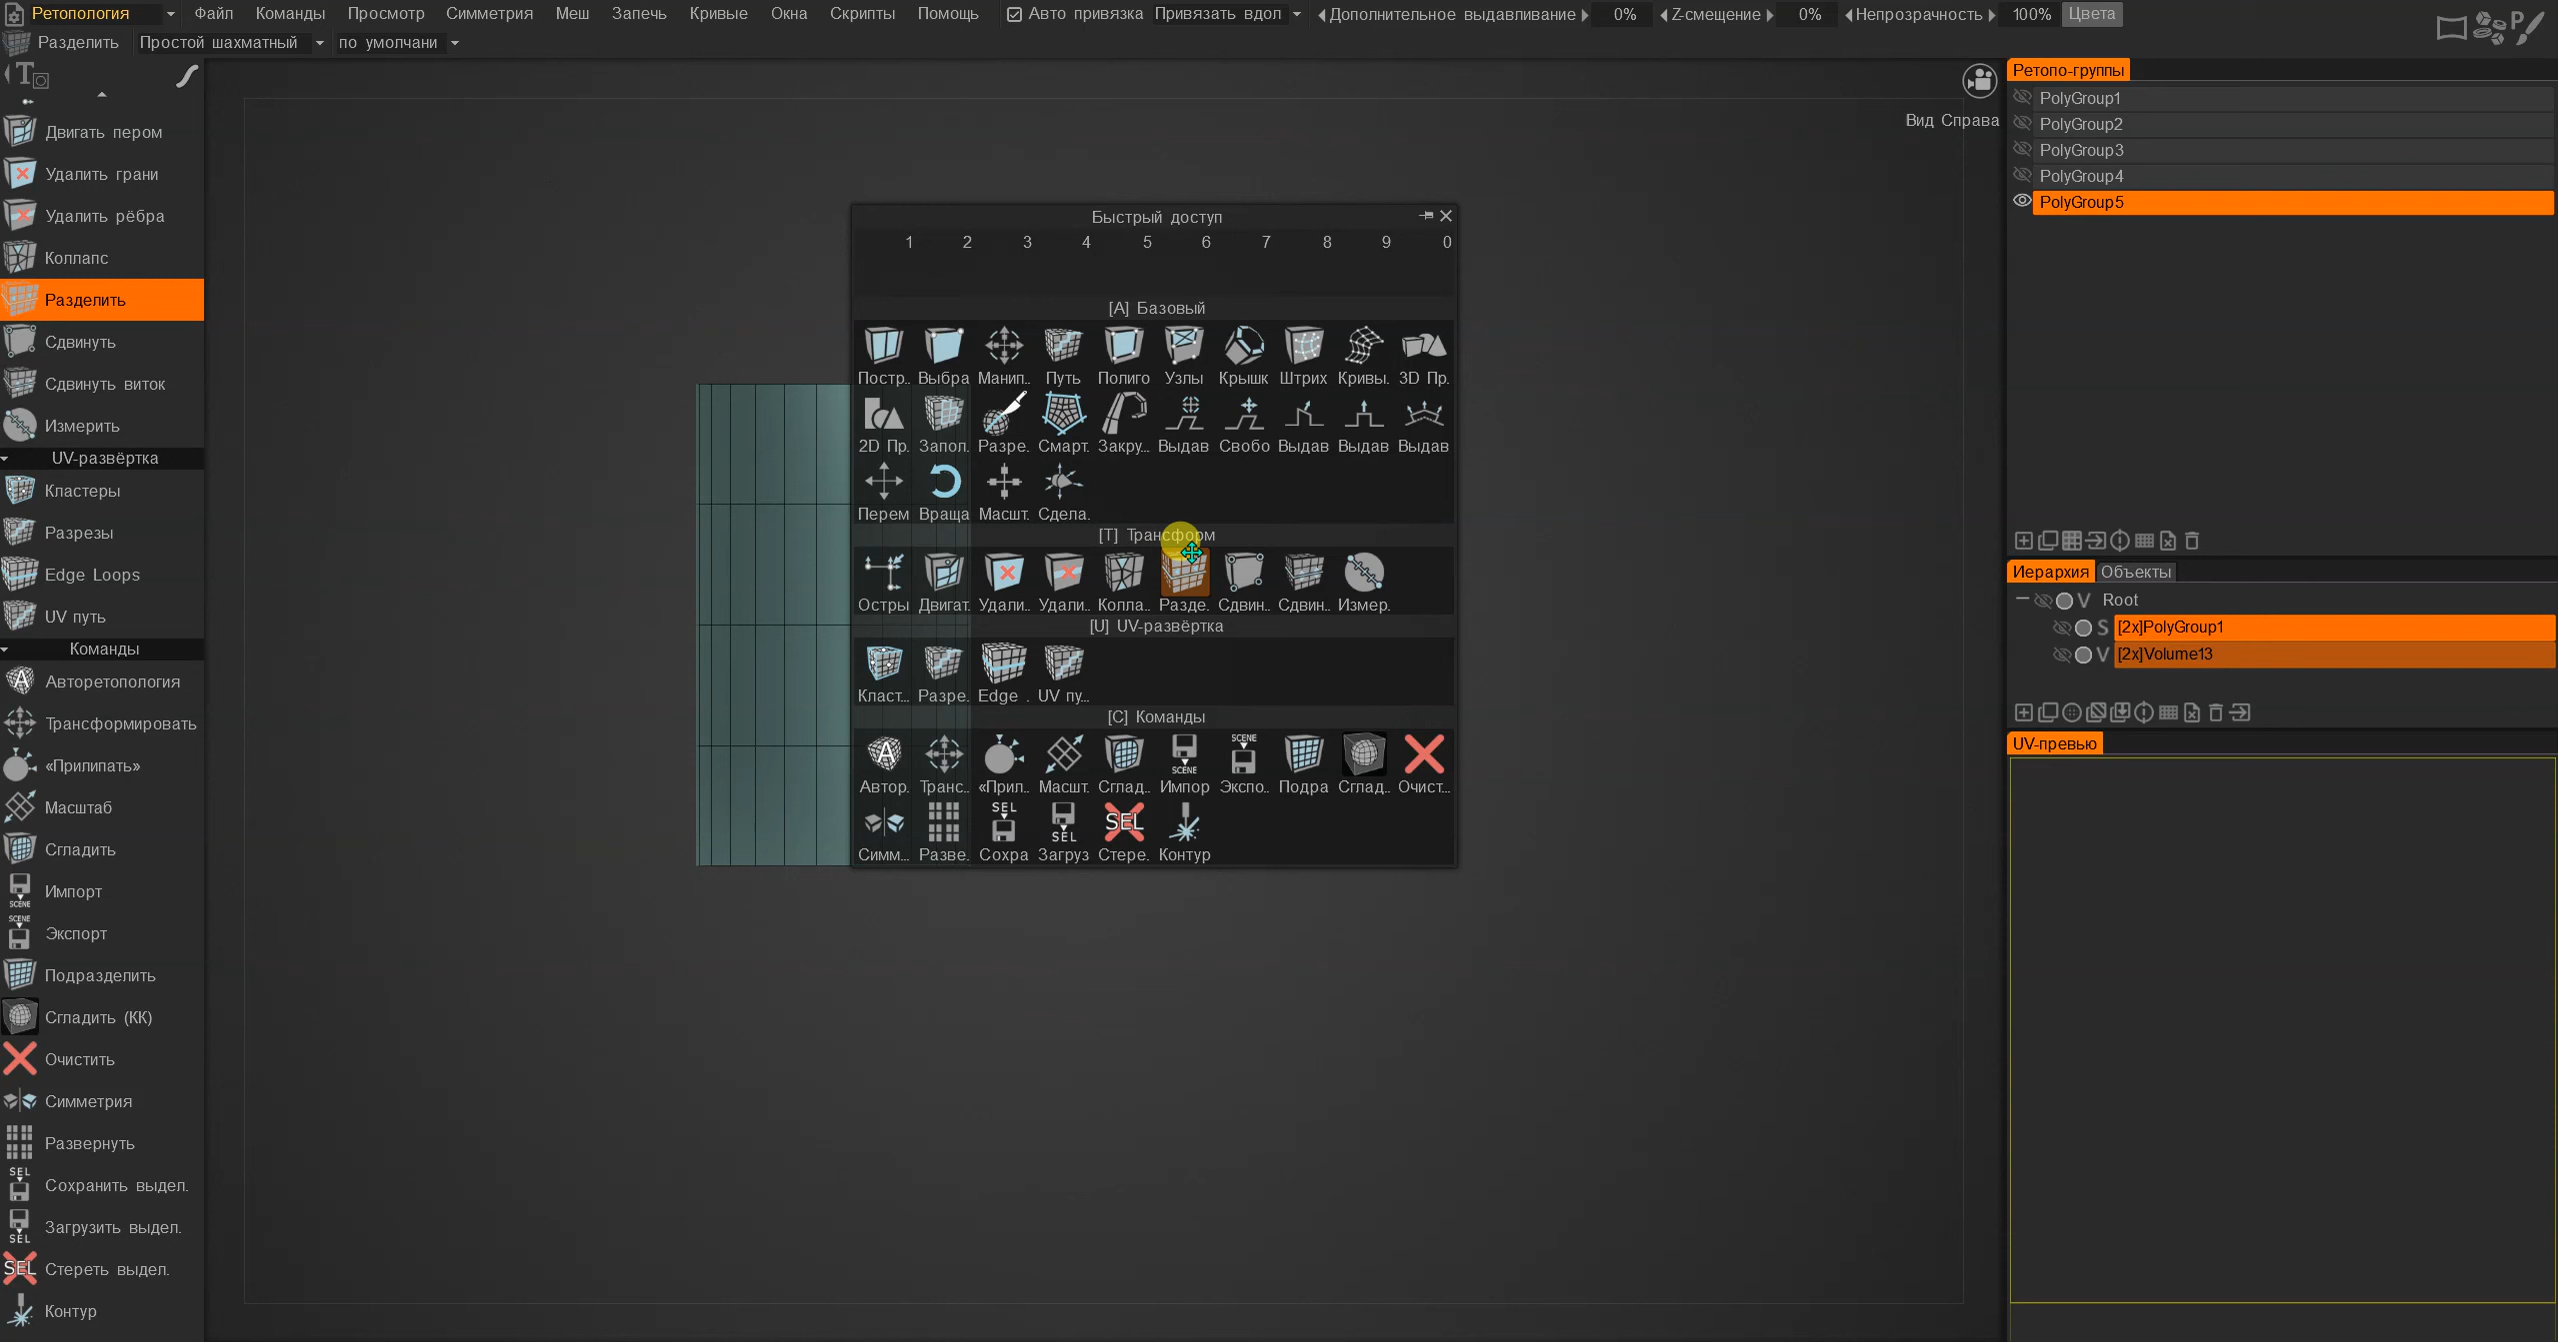 Ретопология Файл Команды Просмотр Симметрия Меш Запечь Кривые Окна Скрипты Помощь Авто привязка Привязать вдол Дополнительное выдавливание 0% Z-смещение 0% Непрозрачность 100% Цвета
Разделить Простой шахматный по умолчани
Двигать пером
Удалить грани
Удалить рёбра
Коллапс
Разделить
Сдвинуть
Сдвинуть виток
Измерить
UV-развёртка
Кластеры
Разрезы
Edge Loops
UV путь
Команды
Авторетопология
Трансформировать
«Прилипать»
Масштаб
Сгладить
Импорт
Экспорт
Подразделить
Сгладить (КК)
Очистить
Симметрия
Развернуть
Сохранить выдел.
Загрузить выдел.
Стереть выдел.
Контур
Вид Справа
Быстрый доступ
1 2 3 4 5 6 7 8 9 0
[A] Базовый
Постр.. Выбра Манип.. Путь Полиго Узлы Крышк Штрих Кривы. 3D Пр.
2D Пр. Запол. Разре. Смарт. Закру... Выдав Свобо Выдав Выдав Выдав
Перем Враща Масшт. Сдела.
[T] Трансформ
Остры Двигат. Удали.. Удали.. Колла.. Разде. Сдвин.. Сдвин.. Измер.
[U] UV-развёртка
Класт... Разре. Edge . UV пу...
[C] Команды
SCENE SCENE
Автор. Транс.. «Прил.. Масшт. Сглад.. Импор Экспо.. Подра Сглад.. Очист...
SEL SEL SEL
Симм... Разве. Сохра Загруз Стере. Контур
Ретопо-группы
PolyGroup1
PolyGroup2
PolyGroup3
PolyGroup4
PolyGroup5
Иерархия Объекты
V Root
S [2x]PolyGroup1
V [2x]Volume13
UV-превью